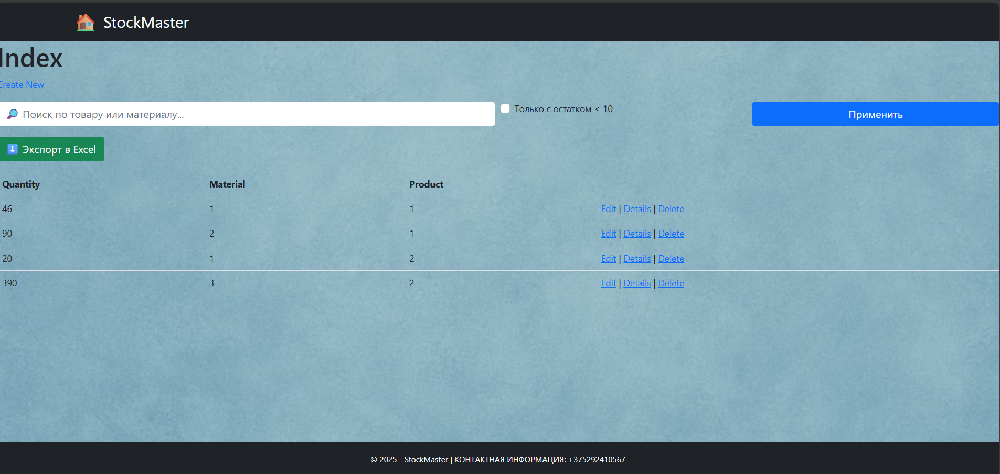 StockMaster
Index
Create New
Поиск по товару или материалу...
Только с остатком < 10
Применить
Экспорт в Excel
Quantity Material Product
46 1 1 Edit | Details | Delete
90 2 1 Edit | Details | Delete
20 1 2 Edit | Details | Delete
390 3 2 Edit | Details | Delete
© 2025 - StockMaster | КОНТАКТНАЯ ИНФОРМАЦИЯ: +375292410567